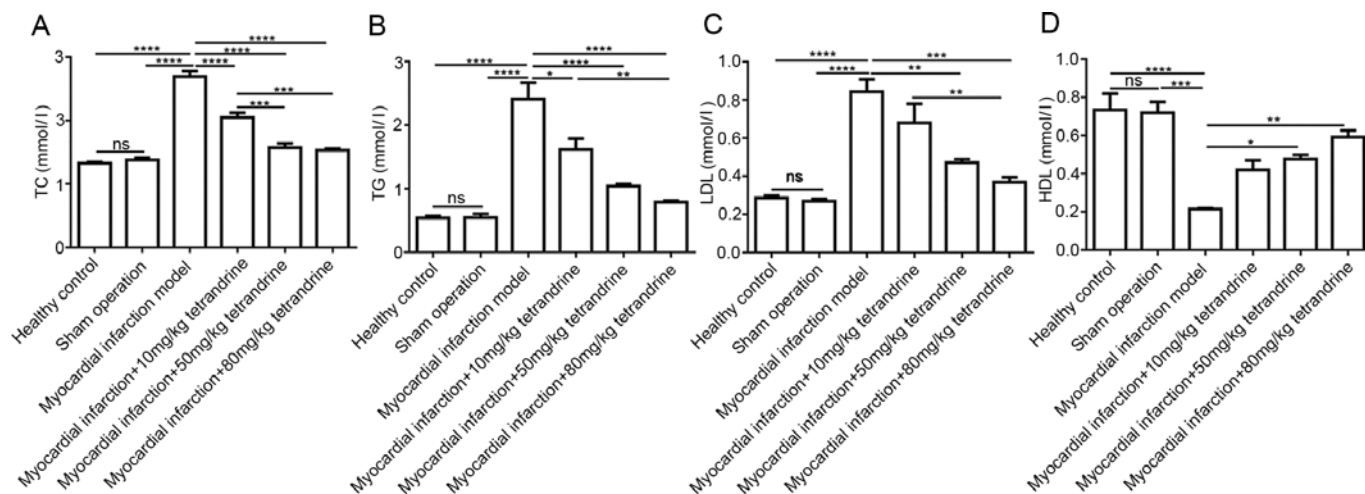 A
TC (mmol/l)
3
3
1
0
ns
****
****
****
****
****
***
***
Healthy control
Sham operation
Myocardial infarction model
Myocardial infarction+10mg/kg tetrandrine
Myocardial infarction+50mg/kg tetrandrine
Myocardial infarction+80mg/kg tetrandrine
B
TG (mmol/l)
3
2
1
0
ns
****
****
****
****
*
**
Healthy control
Sham operation
Myocardial infarction model
Myocardial infarction+10mg/kg tetrandrine
Myocardial infarction+50mg/kg tetrandrine
Myocardial infarction+80mg/kg tetrandrine
C
LDL (mmol/l)
1.0
0.8
0.6
0.4
0.2
0.0
ns
****
****
***
**
**
Healthy control
Sham operation
Myocardial infarction model
Myocardial infarction+10mg/kg tetrandrine
Myocardial infarction+50mg/kg tetrandrine
Myocardial infarction+80mg/kg tetrandrine
D
HDL (mmol/l)
1.0
0.8
0.6
0.4
0.2
0.0
****
ns
***
**
*
Healthy control
Sham operation
Myocardial infarction model
Myocardial infarction+10mg/kg tetrandrine
Myocardial infarction+50mg/kg tetrandrine
Myocardial infarction+80mg/kg tetrandrine